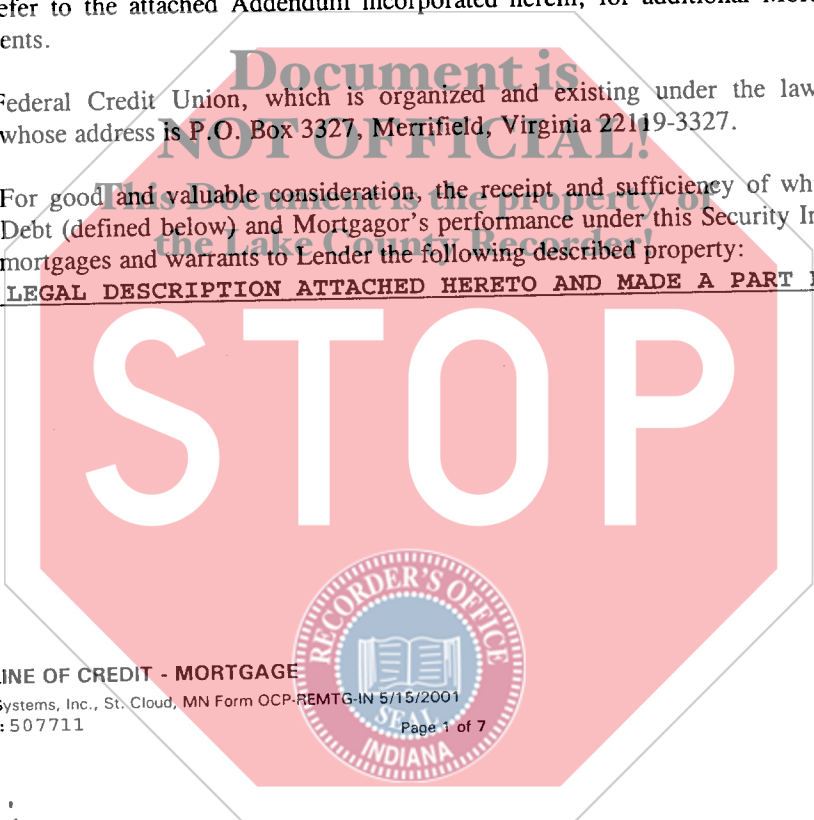 efer to the attached Addendum incorporated herein, for additional
ents.
Document is
Federal Credit Union, which is organized and existing under the law
NOT OFFICIAL!
whose address is P.O. Box 3327, Merrifield, Virginia 22119-3327.
This Document is the property of
For good and valuable consideration, the receipt and sufficiency of wh
Debt (defined below) and Mortgagor's performance under this Security In
the Lake County Recorder!
mortgages and warrants to Lender the following described property:
LEGAL DESCRIPTION ATTACHED HERETO AND MADE A PART
STOP
RECORDER'S OFFICE
SEAL
INDIANA
LINE OF CREDIT - MORTGAGE
Systems, Inc., St. Cloud, MN Form OCP-REMTG-IN 5/15/2001
: 507711
Page 1 of 7